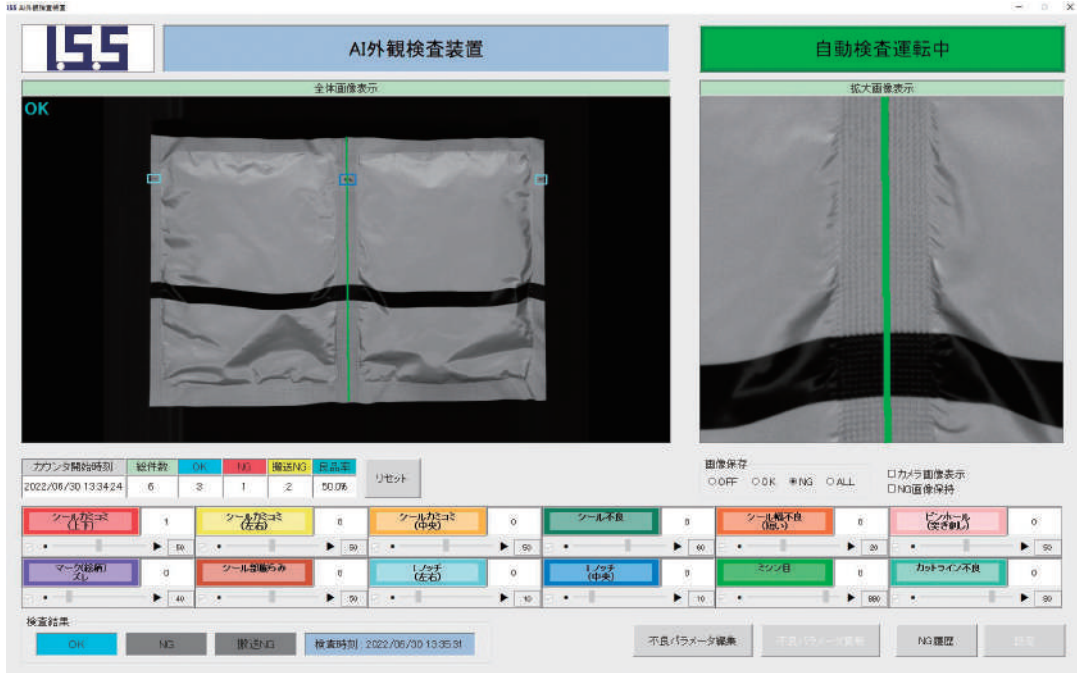 ISS AI外観検査装置
I.S.S
AI外観検査装置
自動検査運転中
全体画像表示
拡大画像表示
OK
カウンタ開始時刻 総件数 OK NG 搬送NG 良品率
2022/06/30 13:34:24 6 3 1 2 50.0%
リセット
画像保存
OFF OK NG ALL
カメラ画像表示
NG画像保持
シールカミコミ
(上下)
1
シールカミコミ
(左右)
0
シールカミコミ
(中央)
0
シール不良
0
シール幅不良
0
ピンホール
(突き刺し)
0
50
50
50
60
20
50
マーク(絵柄)
ズレ
0
シール部膨らみ
0
Iノッチ
(左右)
0
Iノッチ
(中央)
0
ミシン目
0
カットライン不良
0
40
50
10
10
880
90
検査結果
OK
NG
搬送NG
検査時刻 2022/06/30 13:35:31
不良パラメータ編集
NG履歴